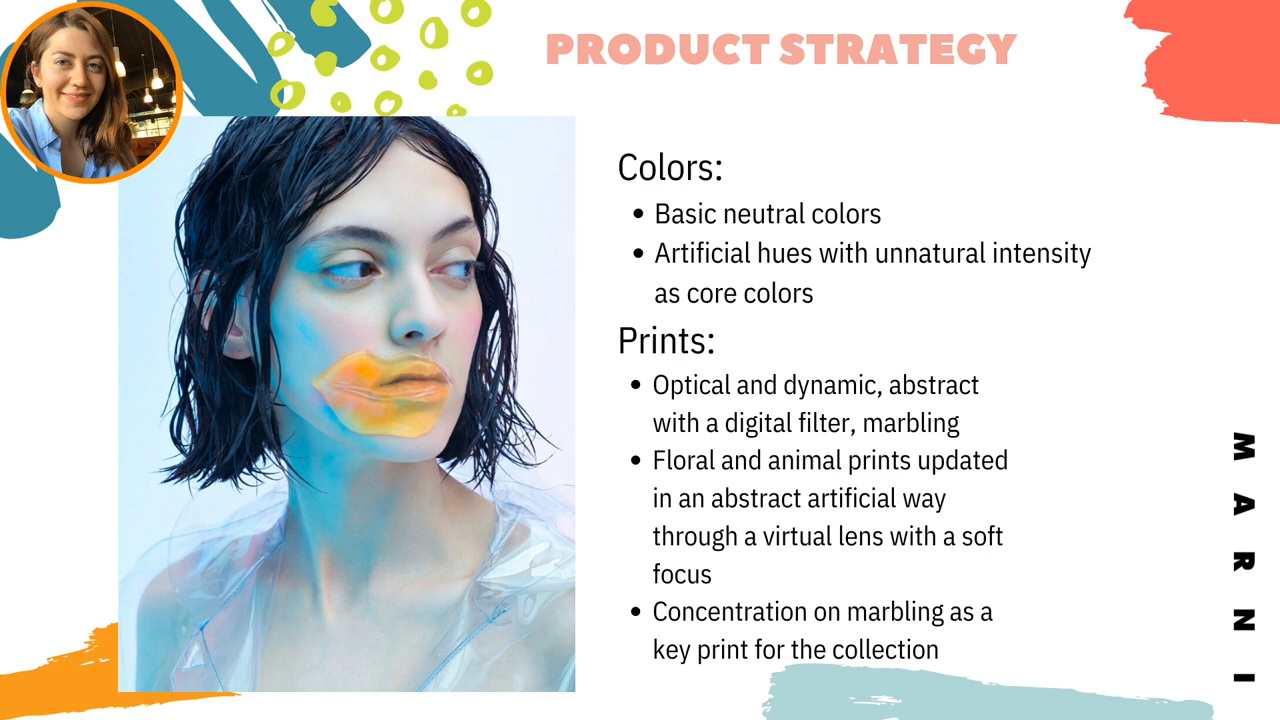 PRODUCT STRATEGY
Colors:
• Basic neutral colors
• Artificial hues with unnatural intensity
as core colors
Prints:
• Optical and dynamic, abstract
with a digital filter, marbling
• Floral and animal prints updated
in an abstract artificial way
through a virtual lens with a soft
focus
• Concentration on marbling as a
key print for the collection
MARNI